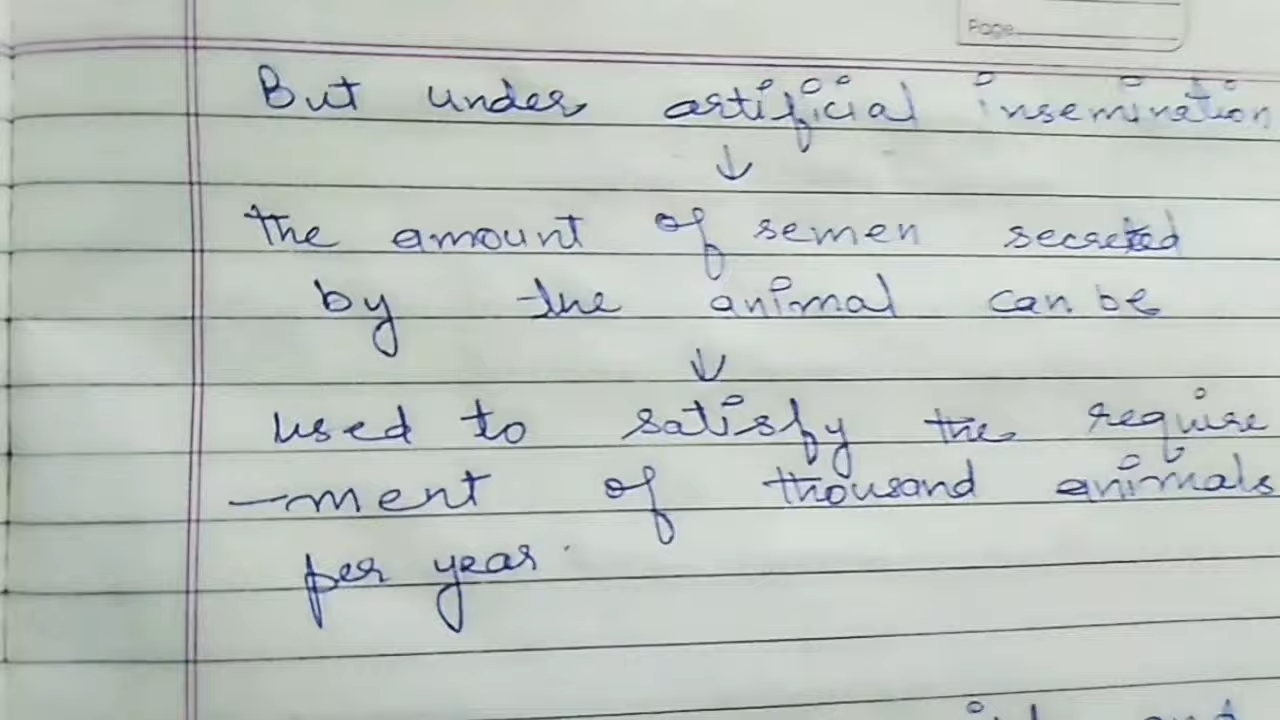 Page
But under artificial insemination
↓
the amount of semen secreted
by the animal can be
↓
used to satisfy the require
-ment of thousand animals
per year.